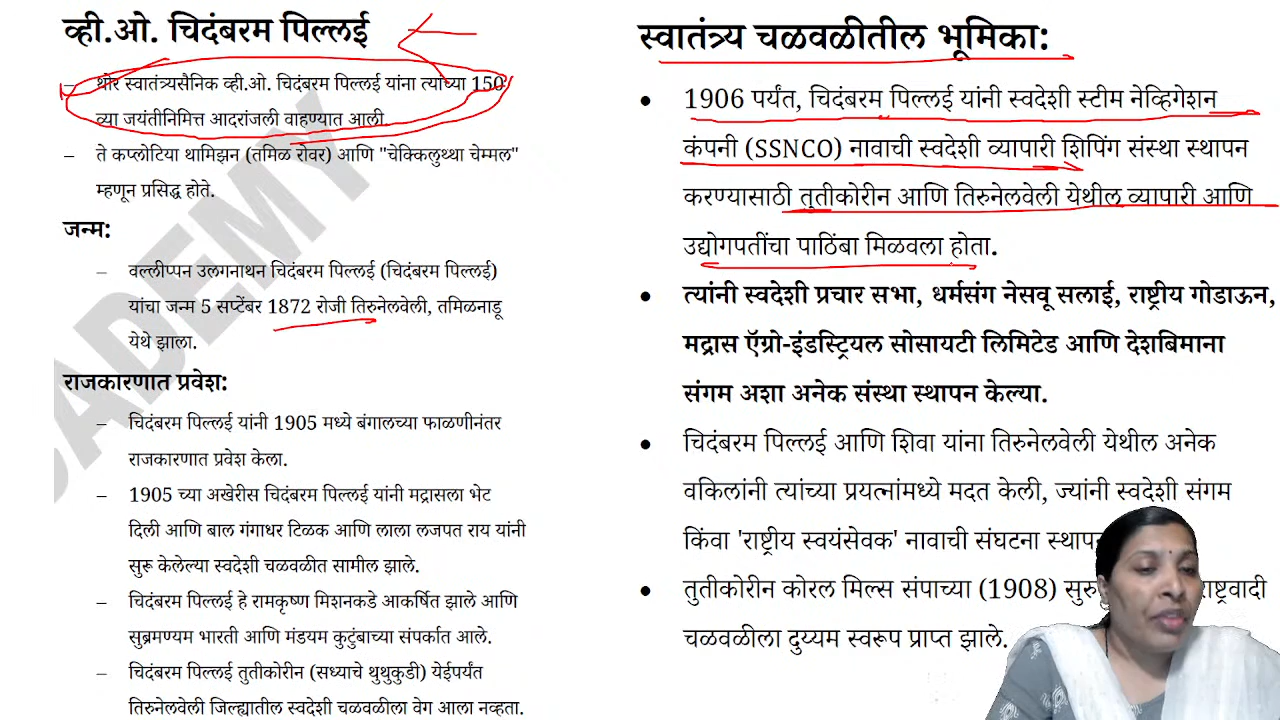 व्ही.ओ. चिदंबरम पिल्लई
– थोर स्वातंत्र्यसैनिक व्ही.ओ. चिदंबरम पिल्लई यांना त्यांच्या 150
व्या जयंतीनिमित्त आदरांजली वाहण्यात आली.
– ते कप्लोटिया थामिझन (तमिळ रोवर) आणि "चेक्किलुथ्था चेम्मल"
म्हणून प्रसिद्ध होते.
जन्म:
– वल्लीप्पन उलगनाथन चिदंबरम पिल्लई (चिदंबरम पिल्लई)
यांचा जन्म 5 सप्टेंबर 1872 रोजी तिरुनेलवेली, तमिळनाडू
येथे झाला.
राजकारणात प्रवेश:
– चिदंबरम पिल्लई यांनी 1905 मध्ये बंगालच्या फाळणीनंतर
राजकारणात प्रवेश केला.
– 1905 च्या अखेरीस चिदंबरम पिल्लई यांनी मद्रासला भेट
दिली आणि बाल गंगाधर टिळक आणि लाला लजपत राय यांनी
सुरू केलेल्या स्वदेशी चळवळीत सामील झाले.
– चिदंबरम पिल्लई हे रामकृष्ण मिशनकडे आकर्षित झाले आणि
सुब्रमण्यम भारती आणि मंडयम कुटुंबाच्या संपर्कात आले.
– चिदंबरम पिल्लई तुतीकोरीन (सध्याचे थुथुकुडी) येईपर्यंत
तिरुनेलवेली जिल्ह्यातील स्वदेशी चळवळीला वेग आला नव्हता.
स्वातंत्र्य चळवळीतील भूमिका:
• 1906 पर्यंत, चिदंबरम पिल्लई यांनी स्वदेशी स्टीम नेव्हिगेशन
कंपनी (SSNCO) नावाची स्वदेशी व्यापारी शिपिंग संस्था स्थापन
करण्यासाठी तुतीकोरीन आणि तिरुनेलवेली येथील व्यापारी आणि
उद्योगपतींचा पाठिंबा मिळवला होता.
• त्यांनी स्वदेशी प्रचार सभा, धर्मसंग नेसवू सलाई, राष्ट्रीय गोडाऊन,
मद्रास ऍग्रो-इंडस्ट्रियल सोसायटी लिमिटेड आणि देशबिमाना
संगम अशा अनेक संस्था स्थापन केल्या.
• चिदंबरम पिल्लई आणि शिवा यांना तिरुनेलवेली येथील अनेक
वकिलांनी त्यांच्या प्रयत्नांमध्ये मदत केली, ज्यांनी स्वदेशी संगम
किंवा 'राष्ट्रीय स्वयंसेवक' नावाची संघटना
• तुतीकोरीन कोरल मिल्स संपाच्या (1908) राष्ट्रवादी
चळवळीला दुय्यम स्वरूप प्राप्त झाले.
ACADEMY